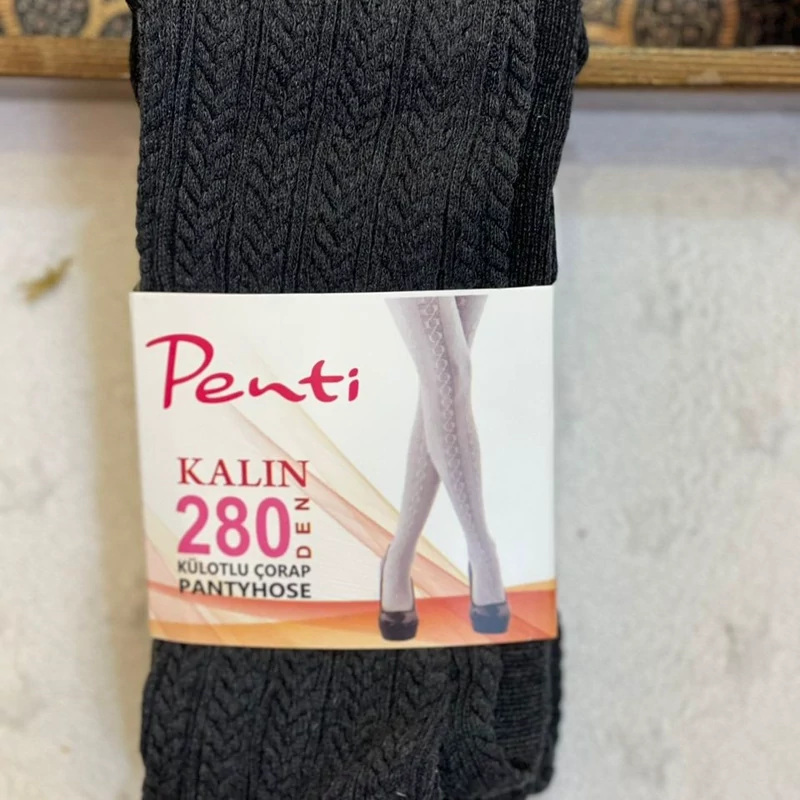 Penti
KALIN
280 DEN
KÜLOTLU ÇORAP
PANTYHOSE